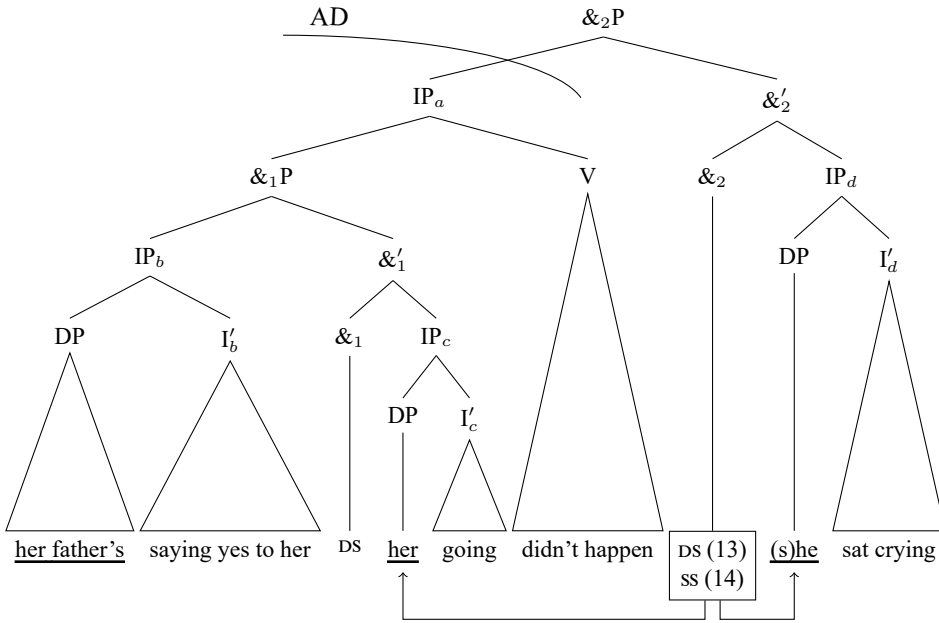 AD &₂P
IPₐ &′₂
&₁P V &₂ IP_d
IP_b &′₁ DP I′_d
DP I′_b &₁ IP_c
DP I′_c
her father's saying yes to her DS her going didn't happen DS (13) (s)he sat crying
SS (14)